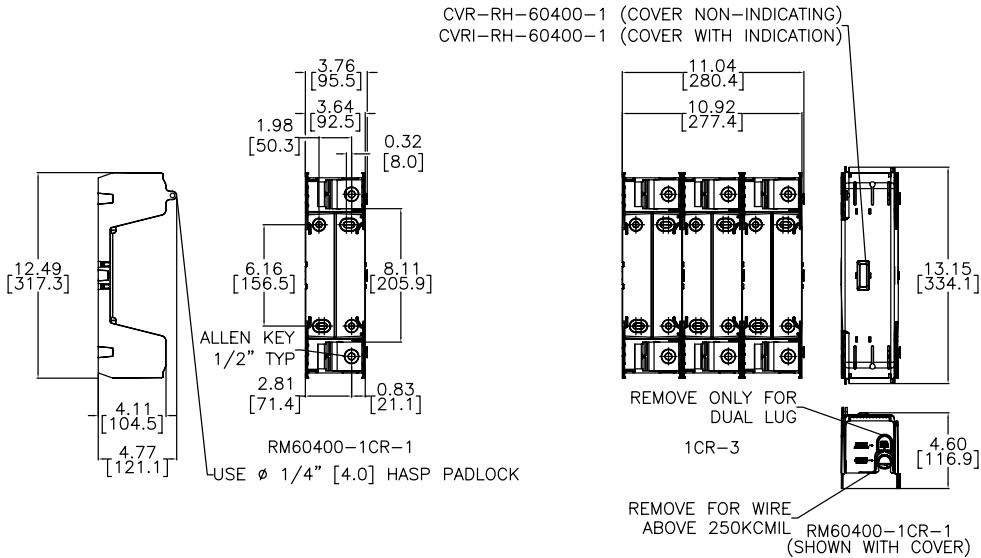 CVR-RH-60400-1 (COVER NON-INDICATING)
CVRI-RH-60400-1 (COVER WITH INDICATION)
3.76
[95.5]
3.64
[92.5]
1.98
[50.3]
0.32
[8.0]
11.04
[280.4]
10.92
[277.4]
12.49
[317.3]
6.16
[156.5]
8.11
[205.9]
13.15
[334.1]
ALLEN KEY
1/2" TYP
2.81
[71.4]
0.83
[21.1]
4.11
[104.5]
4.77
[121.1]
RM60400-1CR-1
USE ø 1/4" [4.0] HASP PADLOCK
REMOVE ONLY FOR
DUAL LUG
1CR-3
4.60
[116.9]
REMOVE FOR WIRE
ABOVE 250KCMIL
RM60400-1CR-1
(SHOWN WITH COVER)